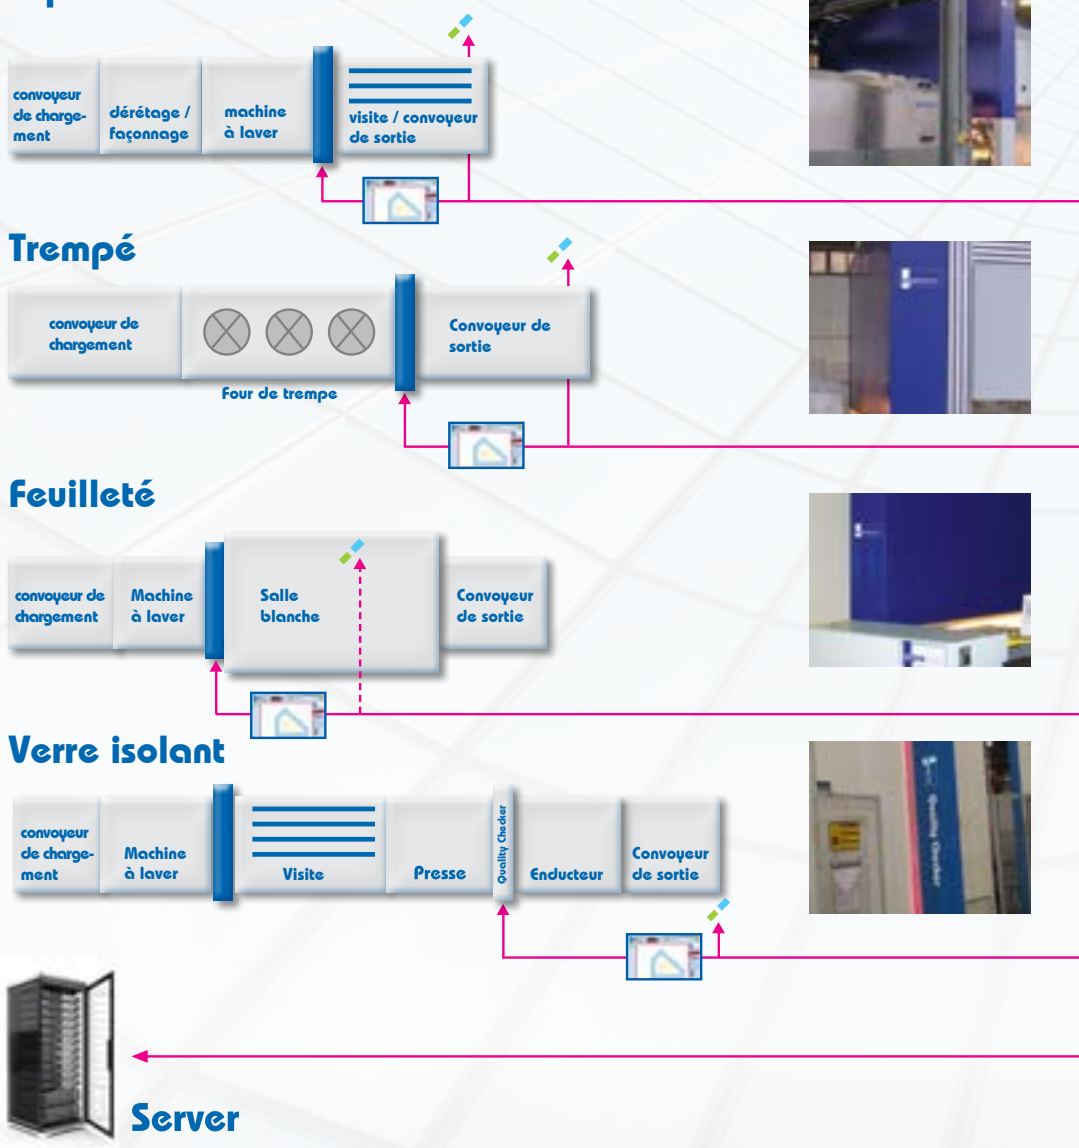 convoyeur
de charge-
ment
dérétage /
façonnage
machine
à laver
visite / convoyeur
de sortie
Trempé
convoyeur de
chargement
Four de trempe
Convoyeur de
sortie
Feuilleté
convoyeur de
chargement
Machine
à laver
Salle
blanche
Convoyeur
de sortie
Verre isolant
convoyeur
de charge-
ment
Machine
à laver
Visite
Presse
Quality Checker
Enducteur
Convoyeur
de sortie
Quality Checker
Server